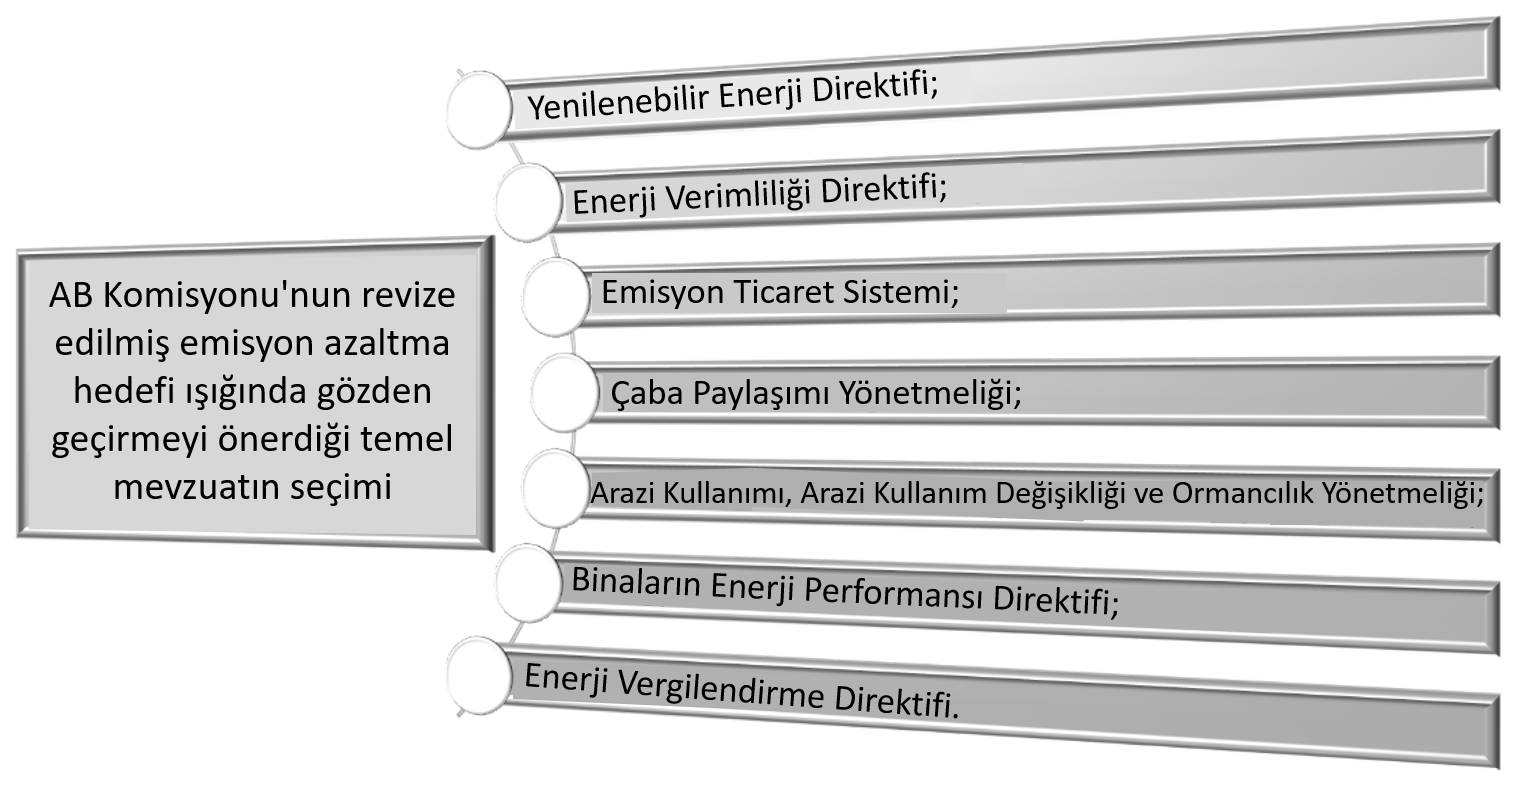 AB Komisyonu'nun revize
edilmiş emisyon azaltma
hedefi ışığında gözden
geçirmeyi önerdiği temel
mevzuatın seçimi
Yenilenebilir Enerji Direktifi;
Enerji Verimliliği Direktifi;
Emisyon Ticaret Sistemi;
Çaba Paylaşımı Yönetmeliği;
Arazi Kullanımı, Arazi Kullanım Değişikliği ve Ormancılık Yönetmeliği;
Binaların Enerji Performansı Direktifi;
Enerji Vergilendirme Direktifi.